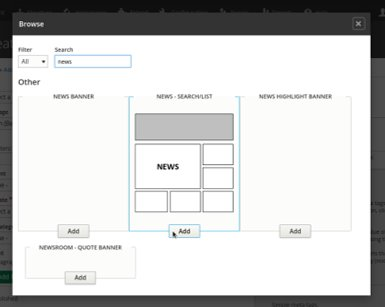 Browse
Filter
Search
All
news
Other
NEWS BANNER
NEWS - SEARCH/LIST
NEWS HIGHLIGHT BANNER
NEWS
Add
Add
Add
NEWSROOM - QUOTE BANNER
Add